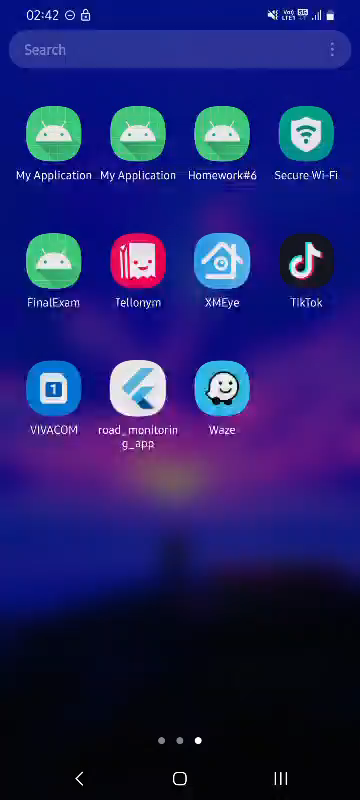 02:42
Search
My Application
My Application
Homework#6
Secure Wi-Fi
FinalExam
Tellonym
XMEye
TikTok
1
VIVACOM
road_monitorin
g_app
Waze